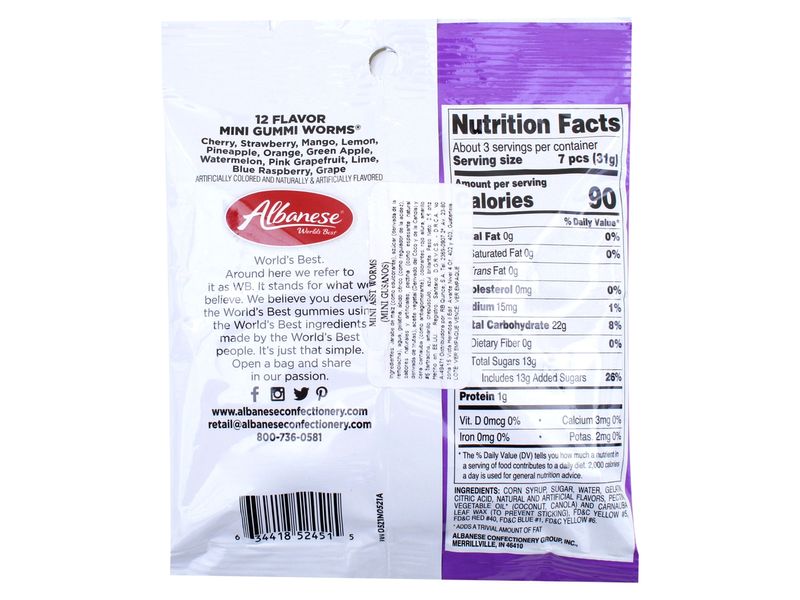 12 FLAVOR
MINI GUMMI WORMS®
Cherry, Strawberry, Mango, Lemon,
Pineapple, Orange, Green Apple,
Watermelon, Pink Grapefruit, Lime,
Blue Raspberry, Grape
ARTIFICIALLY COLORED AND NATURALLY & ARTIFICIALLY FLAVORED
Albanese®
World's Best
World's Best.
Around here we refer to
it as WB. It stands for what we
believe. We believe you deserve
the World's Best gummies using
the World's Best ingredients
made by the World's Best
people. It's just that simple.
Open a bag and share
in our passion.
www.albaneseconfectionery.com
retail@albaneseconfectionery.com
800-736-0581
6 34418 52451 5
MINI ASST WORMS
(MINI GUSANOS)
Nutrition Facts
About 3 servings per container
Serving size 7 pcs (31g)
Amount per serving
alories 90
% Daily Value*
al Fat 0g 0%
aturated Fat 0g 0%
Trans Fat 0g
olesterol 0mg 0%
dium 15mg 1%
tal Carbohydrate 22g 8%
Dietary Fiber 0g 0%
Total Sugars 13g
Includes 13g Added Sugars 26%
Protein 1g
Vit. D 0mcg 0% • Calcium 3mg 0%
Iron 0mg 0% • Potas. 2mg 0%
* The % Daily Value (DV) tells you how much a nutrient in
a serving of food contributes to a daily diet. 2,000 calories
a day is used for general nutrition advice.
INGREDIENTS: CORN SYRUP, SUGAR, WATER, GELATIN,
CITRIC ACID, NATURAL AND ARTIFICIAL FLAVORS, PECTIN,
VEGETABLE OIL* (COCONUT, CANOLA) AND CARNAUBA
LEAF WAX (TO PREVENT STICKING), FD&C YELLOW #5,
FD&C RED #40, FD&C BLUE #1, FD&C YELLOW #6.
* ADDS A TRIVIAL AMOUNT OF FAT
ALBANESE CONFECTIONERY GROUP, INC.,
MERRILLVILLE, IN 46410